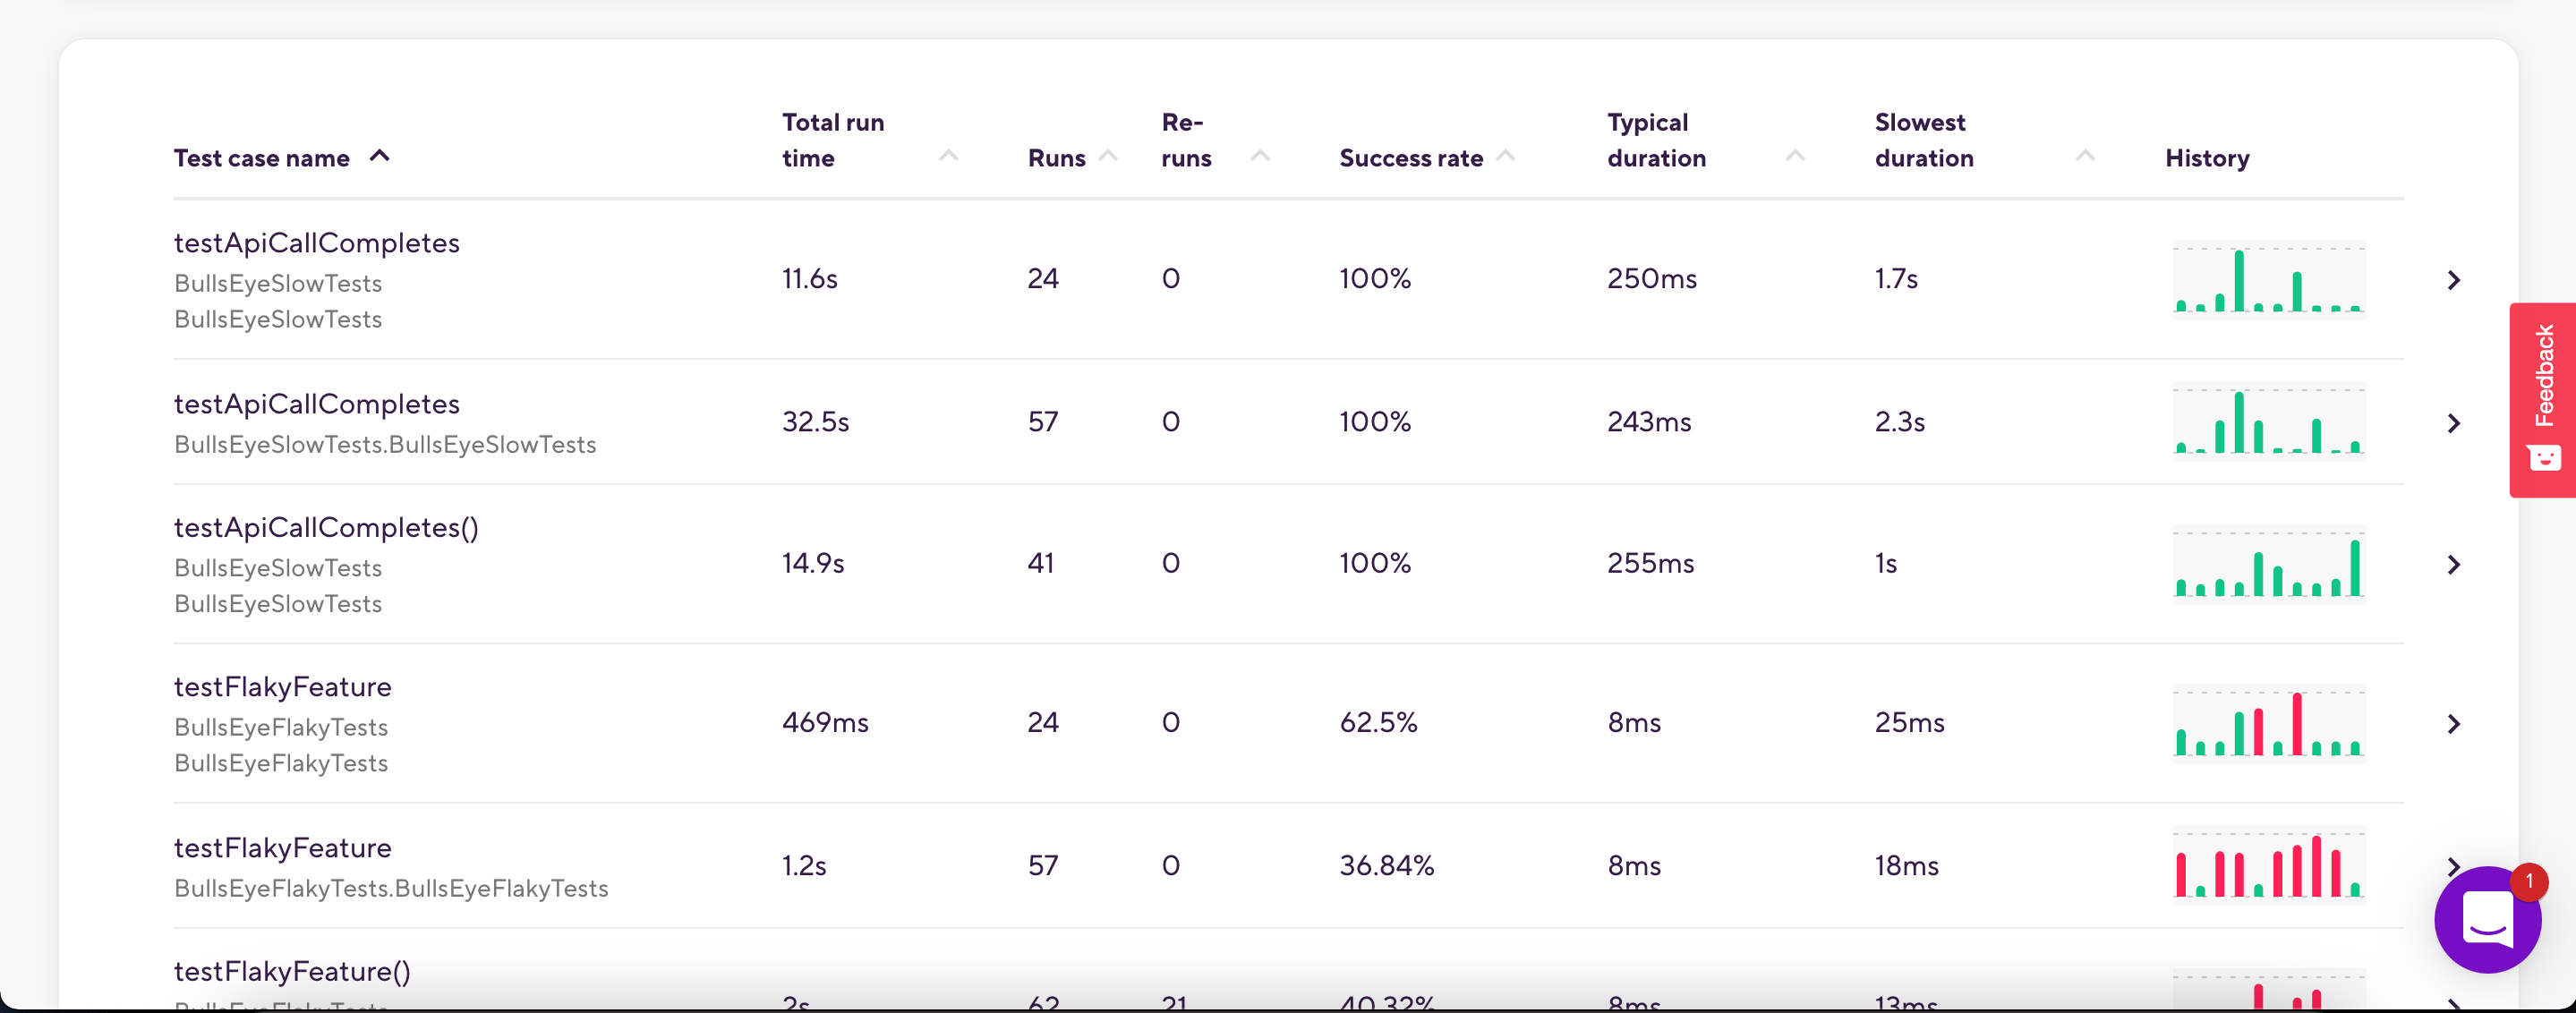 Test case name
Total run
time
Runs
Re-
runs
Success rate
Typical
duration
Slowest
duration
History
testApiCallCompletes
BullsEyeSlowTests
BullsEyeSlowTests
11.6s
24
0
100%
250ms
1.7s
testApiCallCompletes
BullsEyeSlowTests.BullsEyeSlowTests
32.5s
57
0
100%
243ms
2.3s
testApiCallCompletes()
BullsEyeSlowTests
BullsEyeSlowTests
14.9s
41
0
100%
255ms
1s
testFlakyFeature
BullsEyeFlakyTests
BullsEyeFlakyTests
469ms
24
0
62.5%
8ms
25ms
testFlakyFeature
BullsEyeFlakyTests.BullsEyeFlakyTests
1.2s
57
0
36.84%
8ms
18ms
testFlakyFeature()
BullsEyeFlakyTests
2s
62
21
40.32%
8ms
13ms
Feedback
1